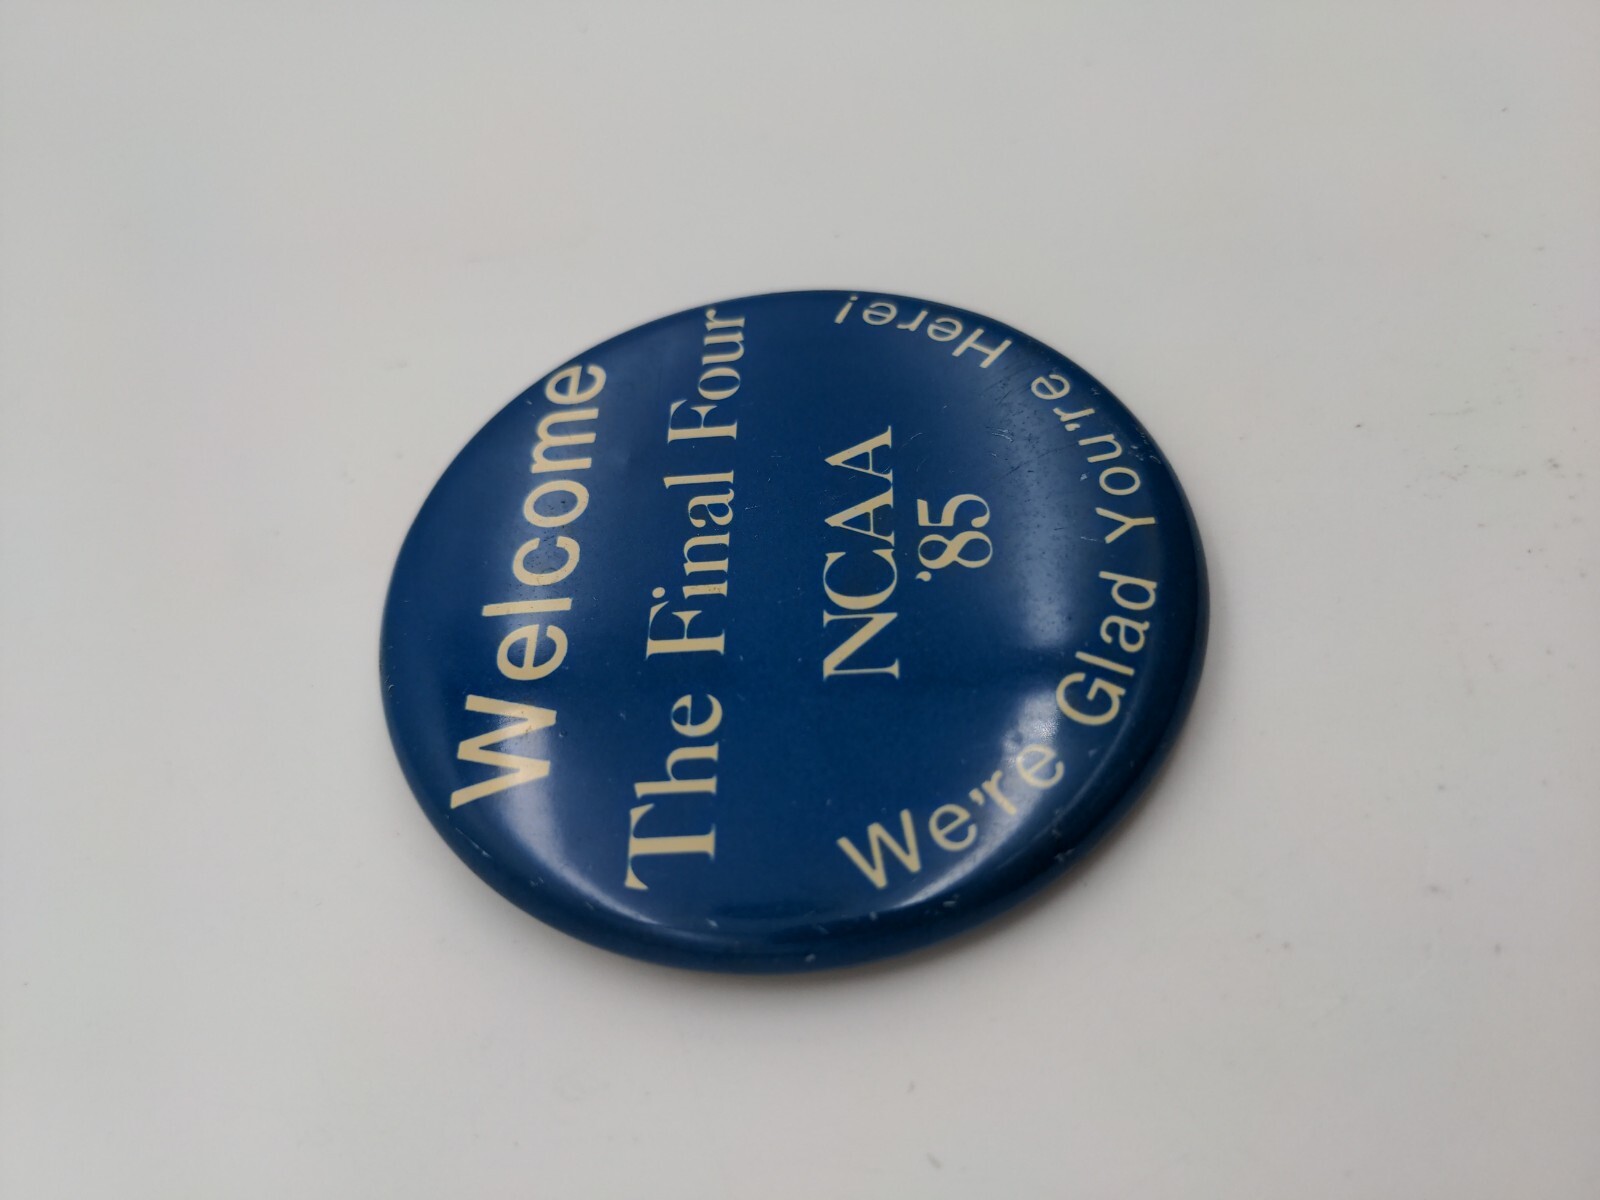 Welcome
The Final Four
NCAA
'85
We're Glad You're Here!